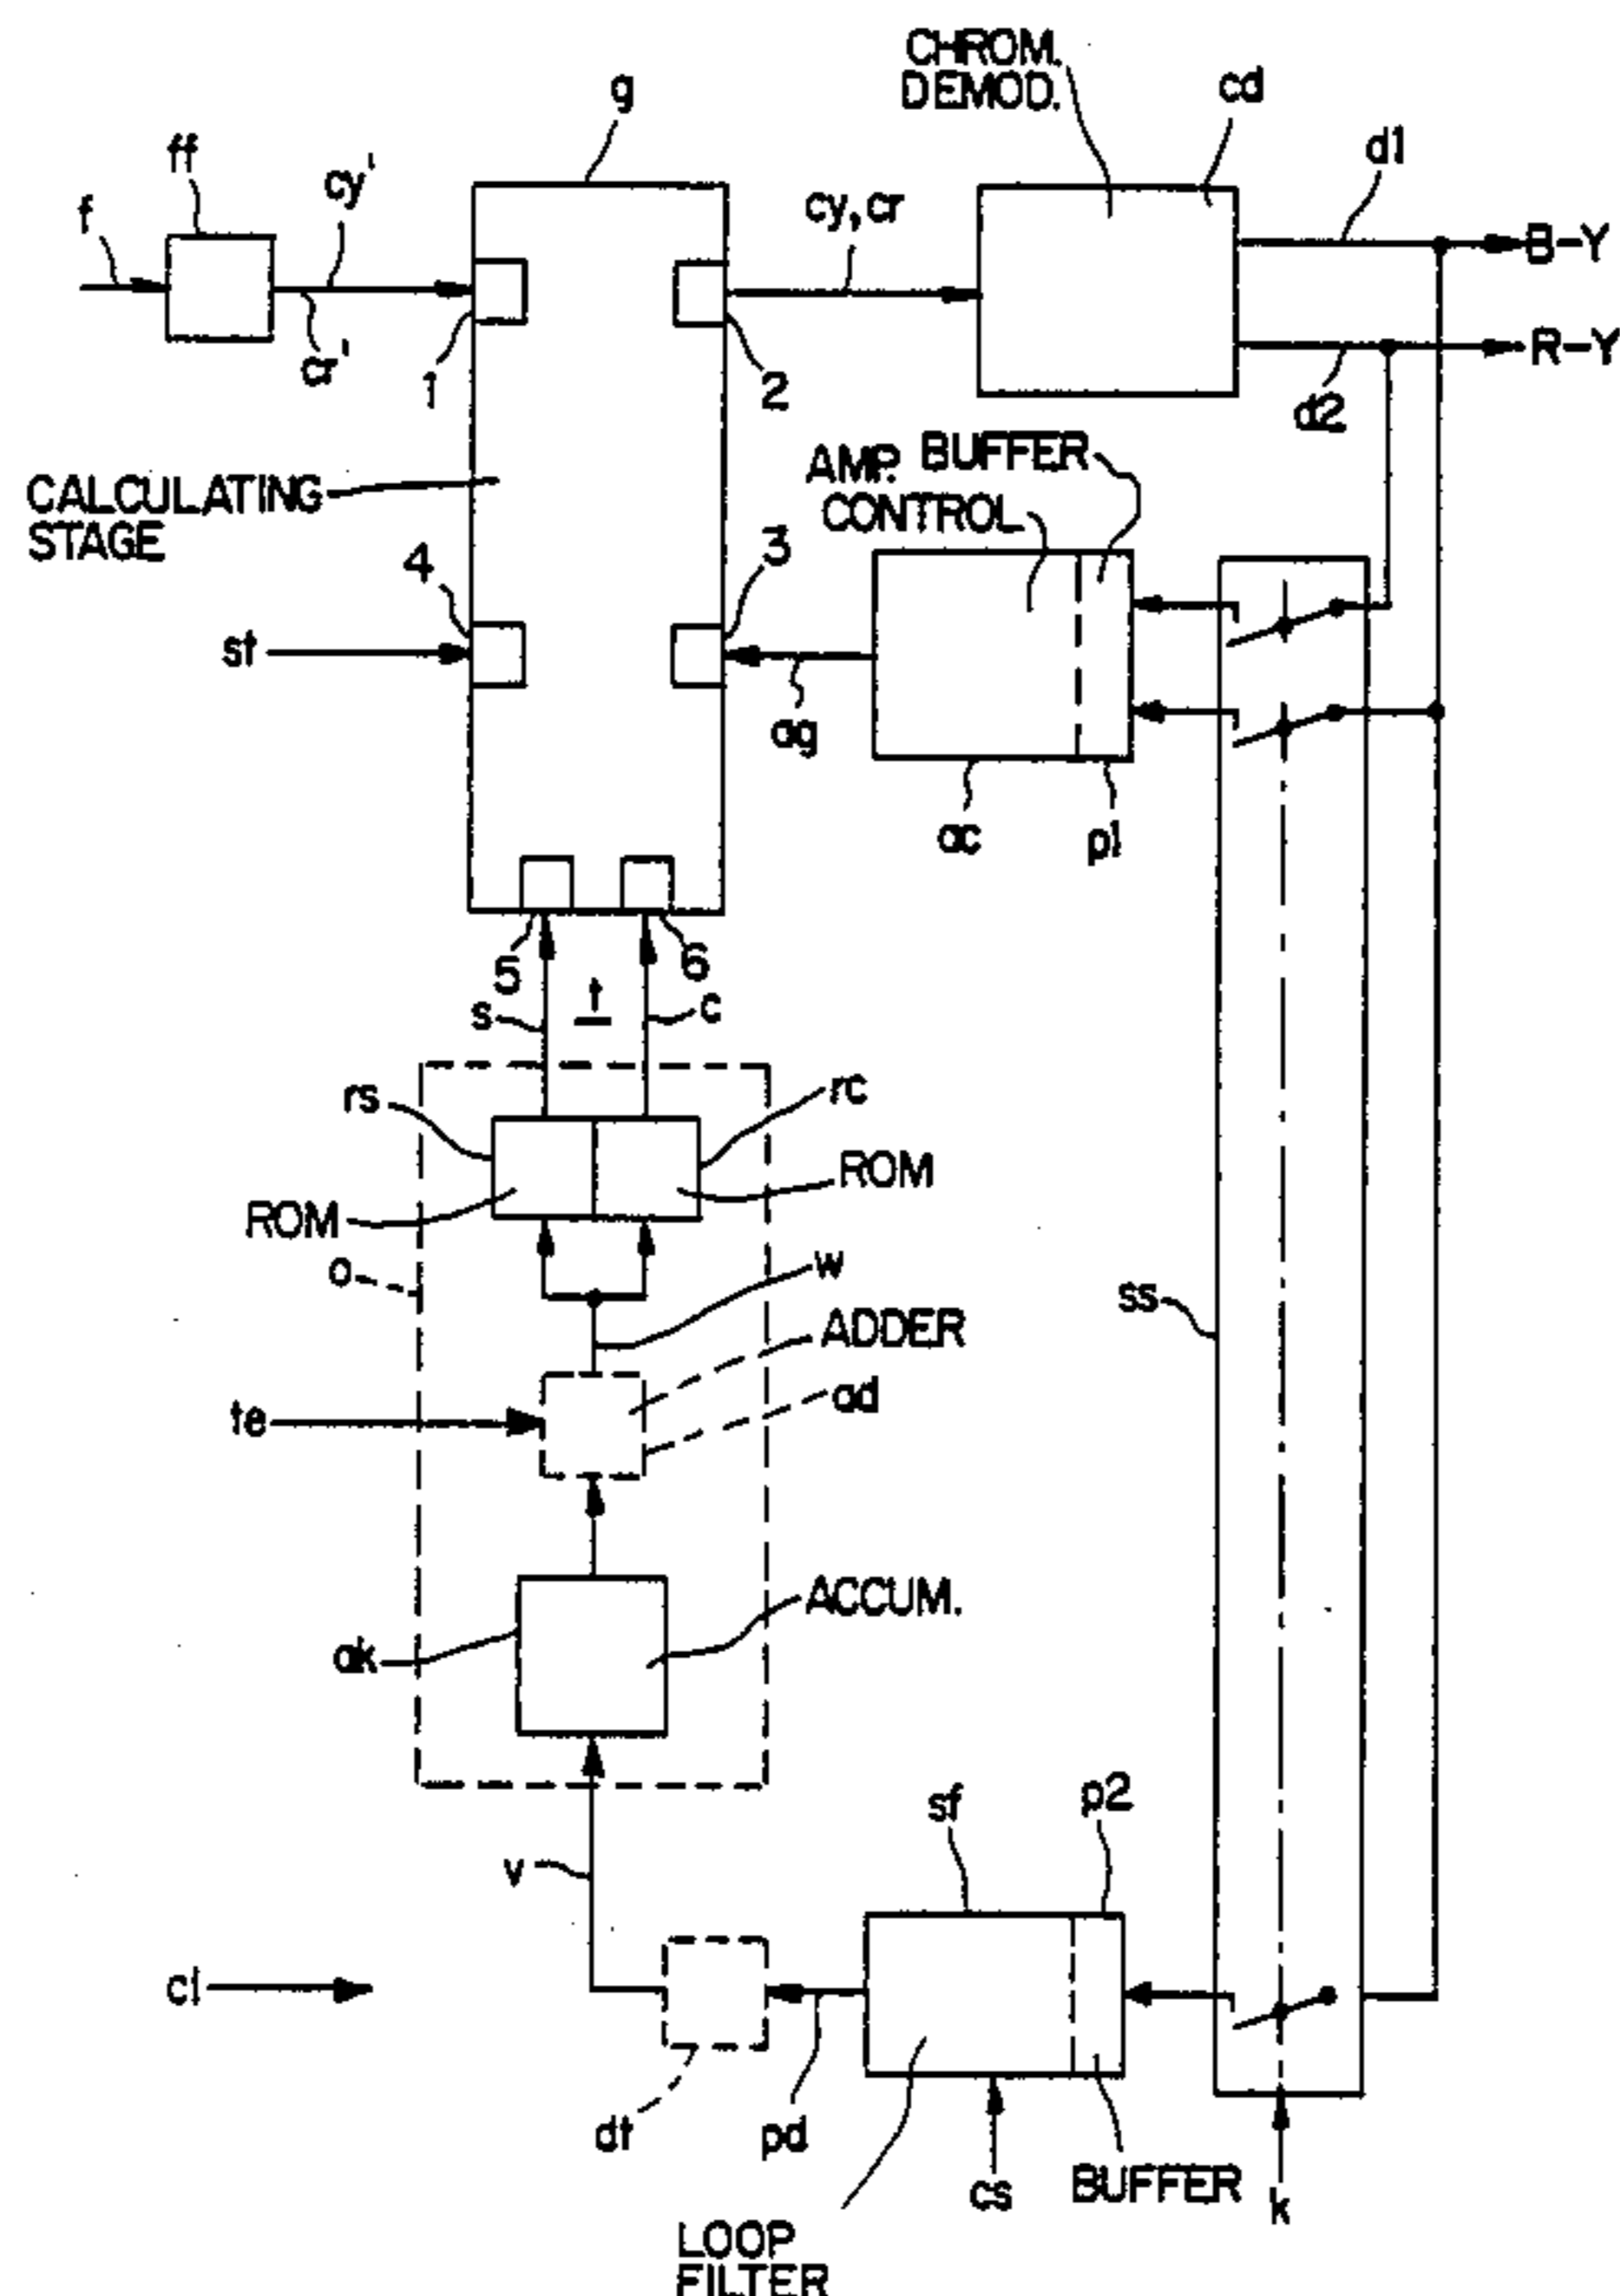 CHROM.
DEMOD.
g
cd
ff
cy'
d1
f
cy,cr
B-Y
R-Y
cr'
1
2
d2
AMP. BUFFER
CONTROL
CALCULATING
STAGE
4
3
st
ag
ac
p1
5
6
s
t
c
rs
rc
ROM
ROM
o
w
ss
ADDER
ad
te
ACCUM.
ak
sf
p2
v
cl
dt
pd
cs
BUFFER
k
LOOP
FILTER